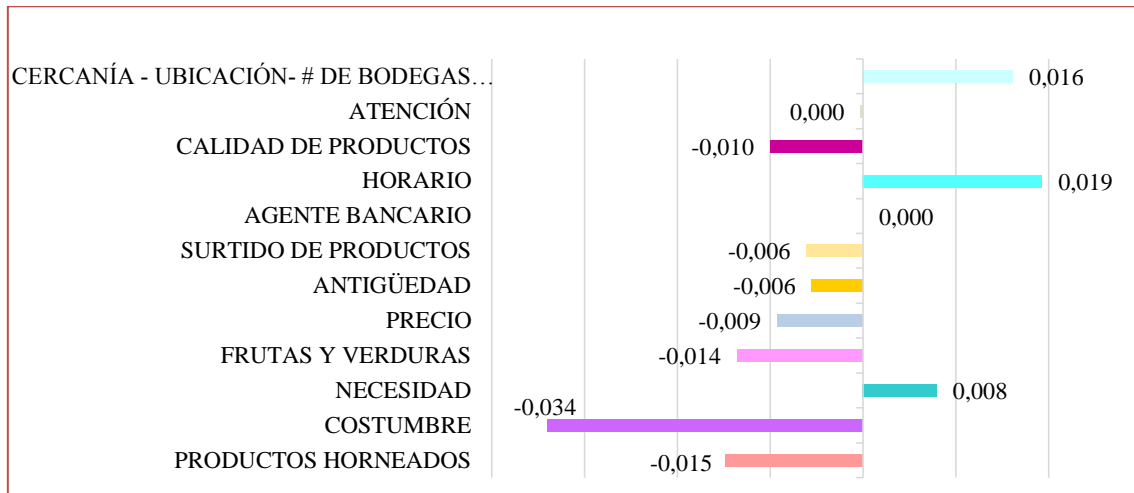 CERCANÍA - UBICACIÓN- # DE BODEGAS… 0,016
ATENCIÓN 0,000
CALIDAD DE PRODUCTOS -0,010
HORARIO 0,019
AGENTE BANCARIO 0,000
SURTIDO DE PRODUCTOS -0,006
ANTIGÜEDAD -0,006
PRECIO -0,009
FRUTAS Y VERDURAS -0,014
NECESIDAD 0,008
COSTUMBRE -0,034
PRODUCTOS HORNEADOS -0,015